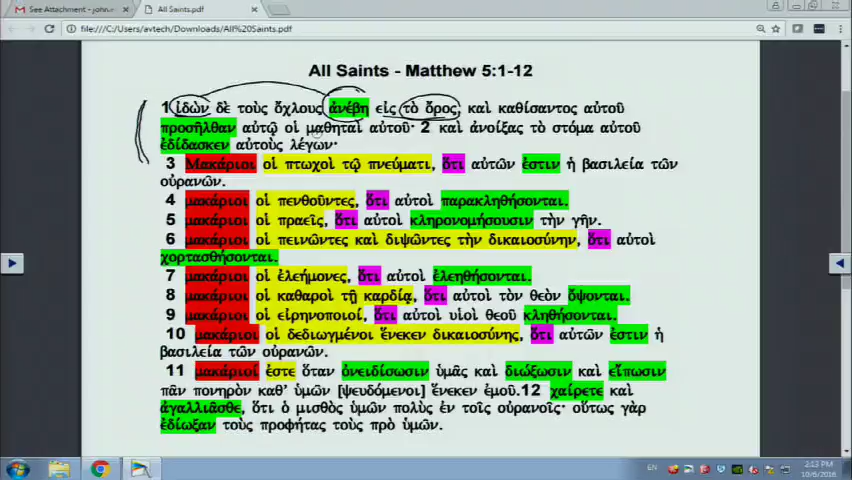 See Attachment - john.
All Saints.pdf
file:///C:/Users/avtech/Downloads/All%20Saints.pdf
All Saints - Matthew 5:1-12
1 ἰδὼν δὲ τοὺς ὄχλους ἀνέβη εἰς τὸ ὄρος, καὶ καθίσαντος αὐτοῦ
προσῆλθαν αὐτῷ οἱ μαθηταὶ αὐτοῦ· 2 καὶ ἀνοίξας τὸ στόμα αὐτοῦ
ἐδίδασκεν αὐτοὺς λέγων·
3 Μακάριοι οἱ πτωχοὶ τῷ πνεύματι, ὅτι αὐτῶν ἐστιν ἡ βασιλεία τῶν
οὐρανῶν.
4 μακάριοι οἱ πενθοῦντες, ὅτι αὐτοὶ παρακληθήσονται.
5 μακάριοι οἱ πραεῖς, ὅτι αὐτοὶ κληρονομήσουσιν τὴν γῆν.
6 μακάριοι οἱ πεινῶντες καὶ διψῶντες τὴν δικαιοσύνην, ὅτι αὐτοὶ
χορτασθήσονται.
7 μακάριοι οἱ ἐλεήμονες, ὅτι αὐτοὶ ἐλεηθήσονται.
8 μακάριοι οἱ καθαροὶ τῇ καρδίᾳ, ὅτι αὐτοὶ τὸν θεὸν ὄψονται.
9 μακάριοι οἱ εἰρηνοποιοί, ὅτι αὐτοὶ υἱοὶ θεοῦ κληθήσονται.
10 μακάριοι οἱ δεδιωγμένοι ἕνεκεν δικαιοσύνης, ὅτι αὐτῶν ἐστιν ἡ
βασιλεία τῶν οὐρανῶν.
11 μακάριοί ἐστε ὅταν ὀνειδίσωσιν ὑμᾶς καὶ διώξωσιν καὶ εἴπωσιν
πᾶν πονηρὸν καθ' ὑμῶν [ψευδόμενοι] ἕνεκεν ἐμοῦ.12 χαίρετε καὶ
ἀγαλλιᾶσθε, ὅτι ὁ μισθὸς ὑμῶν πολὺς ἐν τοῖς οὐρανοῖς· οὕτως γὰρ
ἐδίωξαν τοὺς προφήτας τοὺς πρὸ ὑμῶν.
EN
2:13 PM
10/6/2016